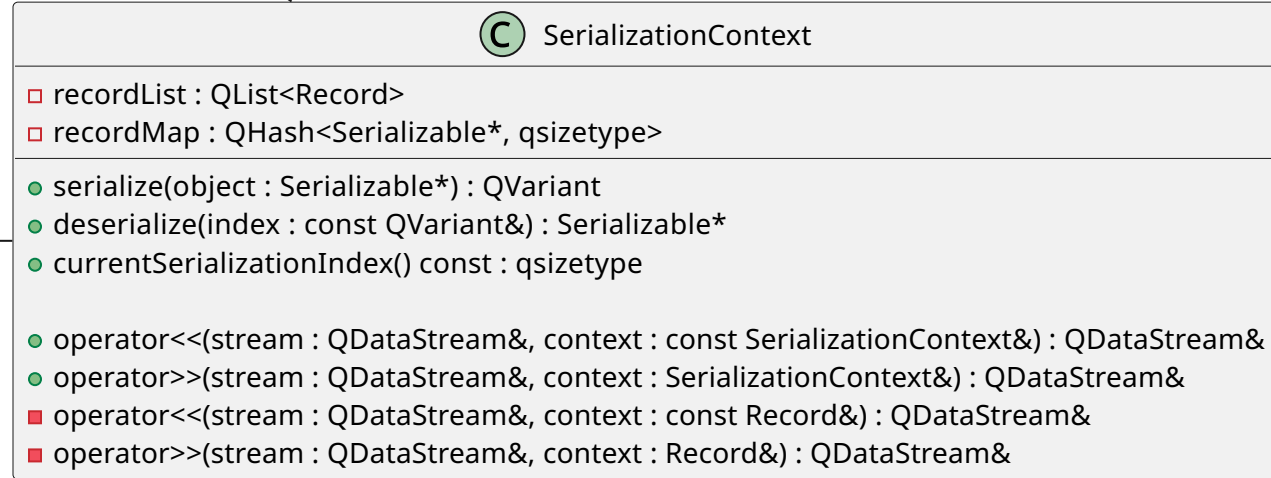 C SerializationContext
recordList : QList<Record>
recordMap : QHash<Serializable*, qsizetype>
serialize(object : Serializable*) : QVariant
deserialize(index : const QVariant&) : Serializable*
currentSerializationIndex() const : qsizetype
operator<<(stream : QDataStream&, context : const SerializationContext&) : QDataStream&
operator>>(stream : QDataStream&, context : SerializationContext&) : QDataStream&
operator<<(stream : QDataStream&, context : const Record&) : QDataStream&
operator>>(stream : QDataStream&, context : Record&) : QDataStream&